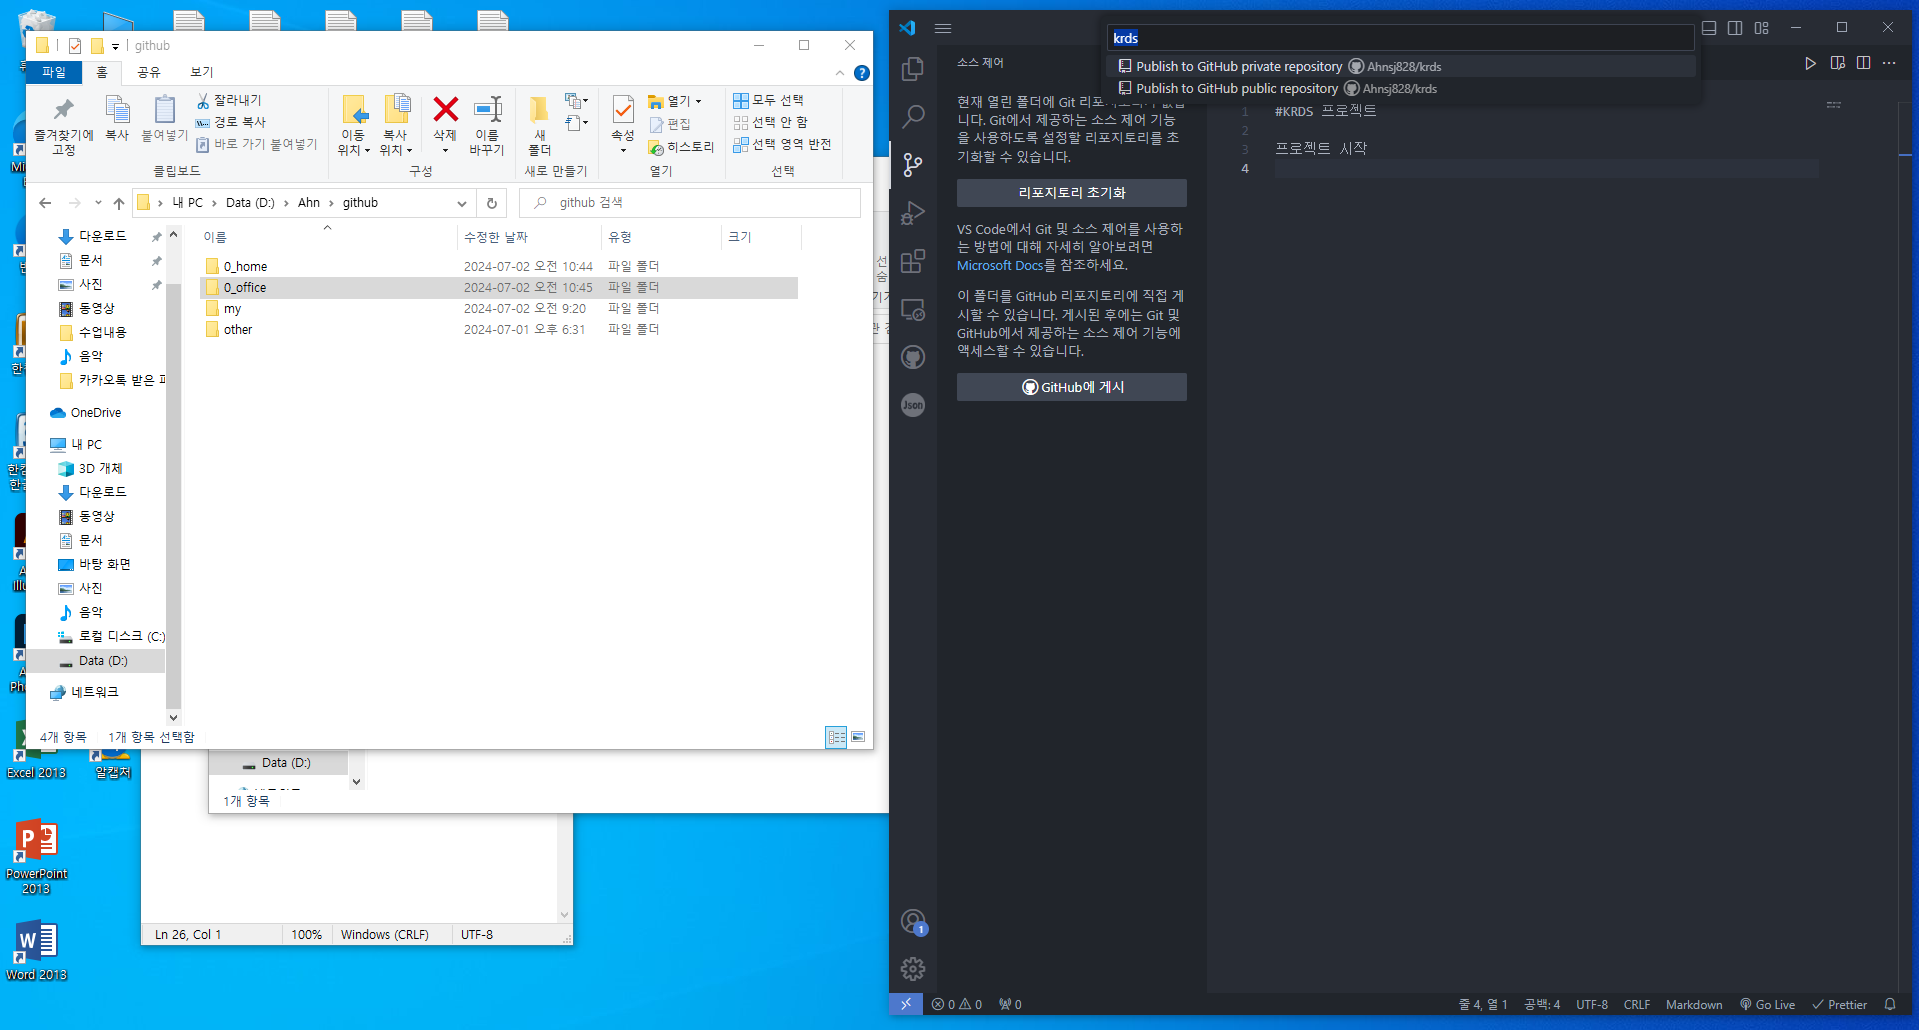 github
파일
홈
공유
보기
즐겨찾기에
고정
복사
붙여넣기
잘라내기
경로 복사
바로 가기 붙여넣기
클립보드
이동
위치
복사
위치
삭제
이름
바꾸기
구성
새
폴더
새로 만들기
속성
열기
편집
히스토리
열기
모두 선택
선택 안 함
선택 영역 반전
선택
내 PC > Data (D:) > Ahn > github
github 검색
다운로드
문서
사진
동영상
수업내용
음악
카카오톡 받은
OneDrive
내 PC
3D 개체
다운로드
동영상
문서
바탕 화면
사진
음악
로컬 디스크 (C:)
Data (D:)
네트워크
이름 수정한 날짜 유형 크기
0_home 2024-07-02 오전 10:44 파일 폴더
0_office 2024-07-02 오전 10:45 파일 폴더
my 2024-07-02 오전 9:20 파일 폴더
other 2024-07-01 오후 6:31 파일 폴더
4개 항목 1개 항목 선택함
Data (D:)
1개 항목
Ln 26, Col 1 100% Windows (CRLF) UTF-8
Excel 2013
알캡처
PowerPoint
2013
Word 2013
krds
Publish to GitHub private repository Ahnsj828/krds
Publish to GitHub public repository Ahnsj828/krds
소스 제어
현재 열린 폴더에 Git 리포지토리가 없습
니다. Git에서 제공하는 소스 제어 기능
을 사용하도록 설정할 리포지토리를 초
기화할 수 있습니다.
리포지토리 초기화
VS Code에서 Git 및 소스 제어를 사용하
는 방법에 대해 자세히 알아보려면
Microsoft Docs를 참조하세요.
이 폴더를 GitHub 리포지토리에 직접 게
시할 수 있습니다. 게시된 후에는 Git 및
GitHub에서 제공하는 소스 제어 기능에
액세스할 수 있습니다.
GitHub에 게시
Json
1 #KRDS 프로젝트
2
3 프로젝트 시작
4
1
0 0 0
줄 4, 열 1 공백: 4 UTF-8 CRLF Markdown Go Live Prettier